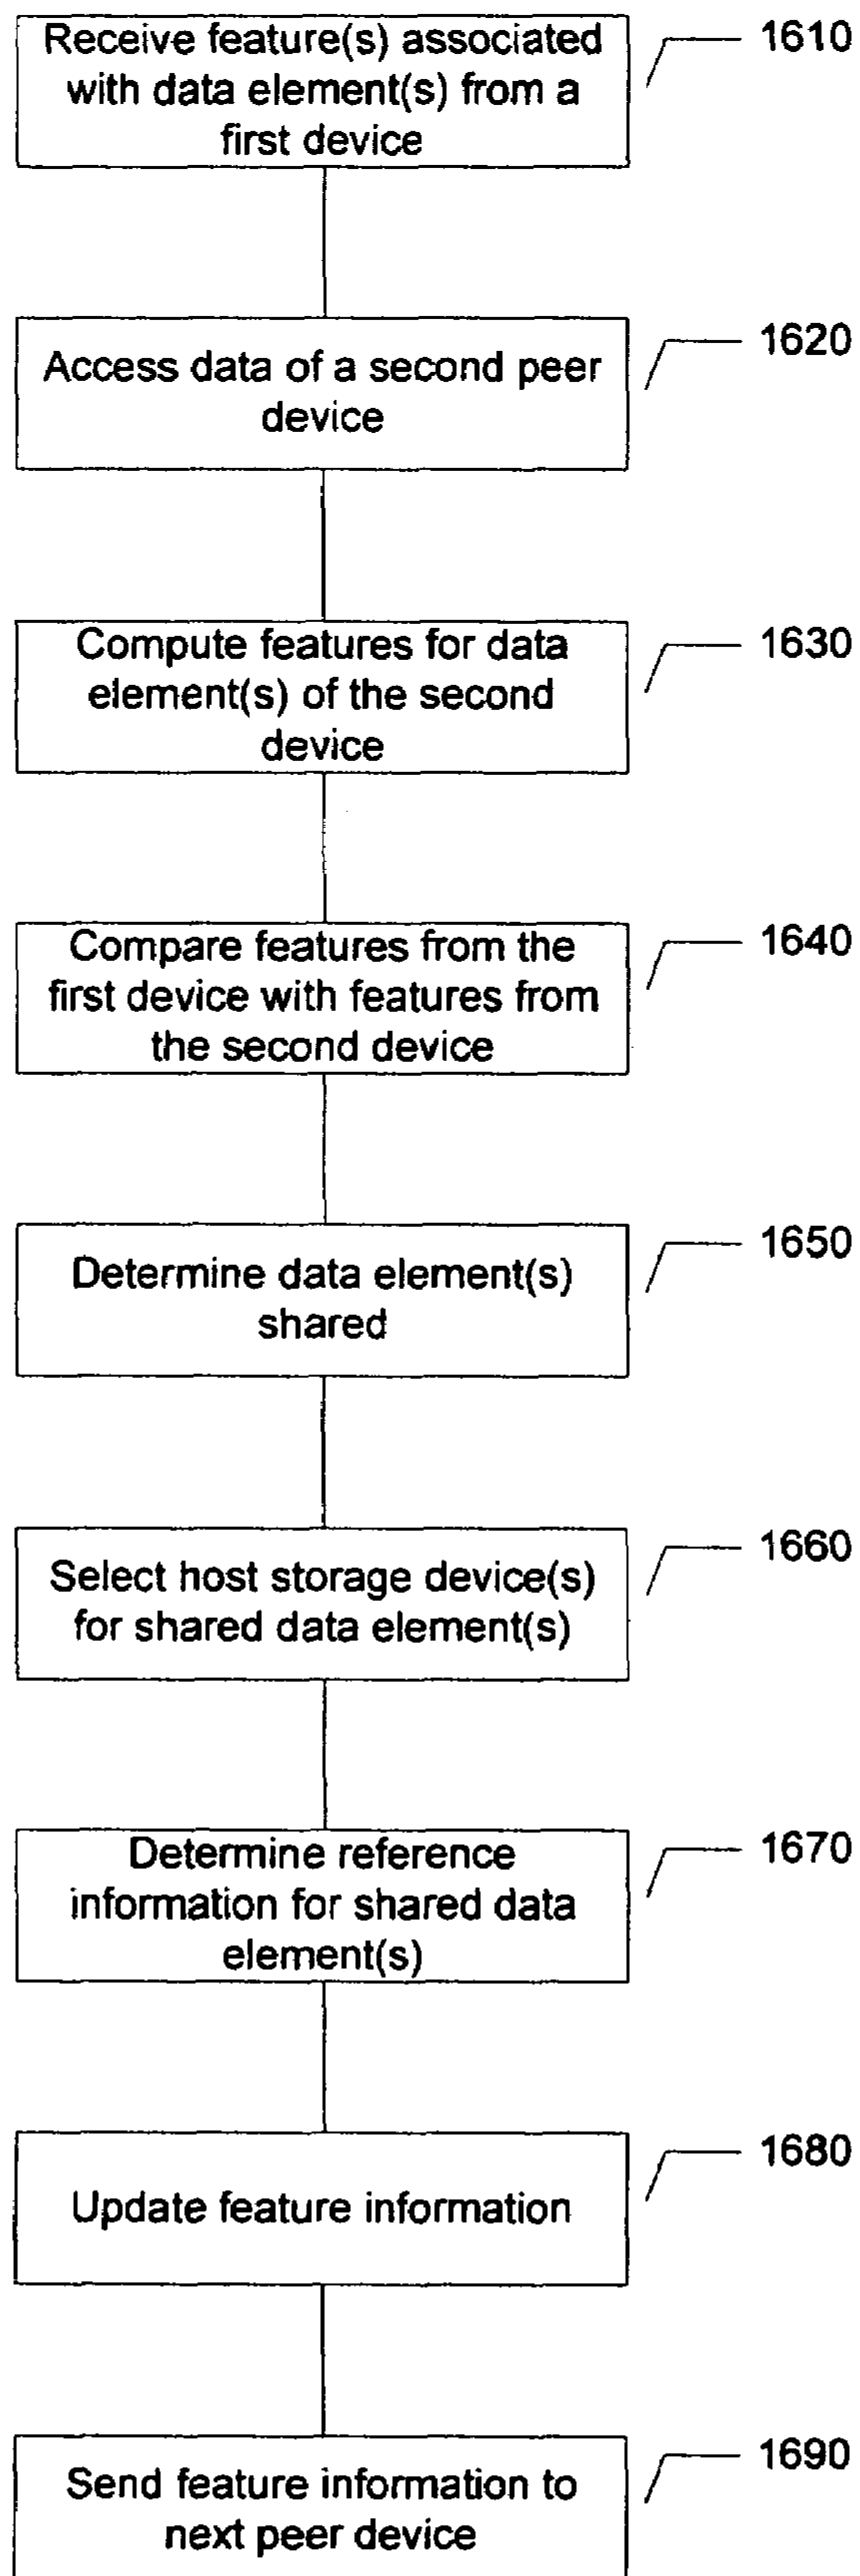 Receive feature(s) associated
with data element(s) from a
first device
1610
Access data of a second peer
device
1620
Compute features for data
element(s) of the second
device
1630
Compare features from the
first device with features from
the second device
1640
Determine data element(s)
shared
1650
Select host storage device(s)
for shared data element(s)
1660
Determine reference
information for shared data
element(s)
1670
Update feature information
1680
Send feature information to
next peer device
1690